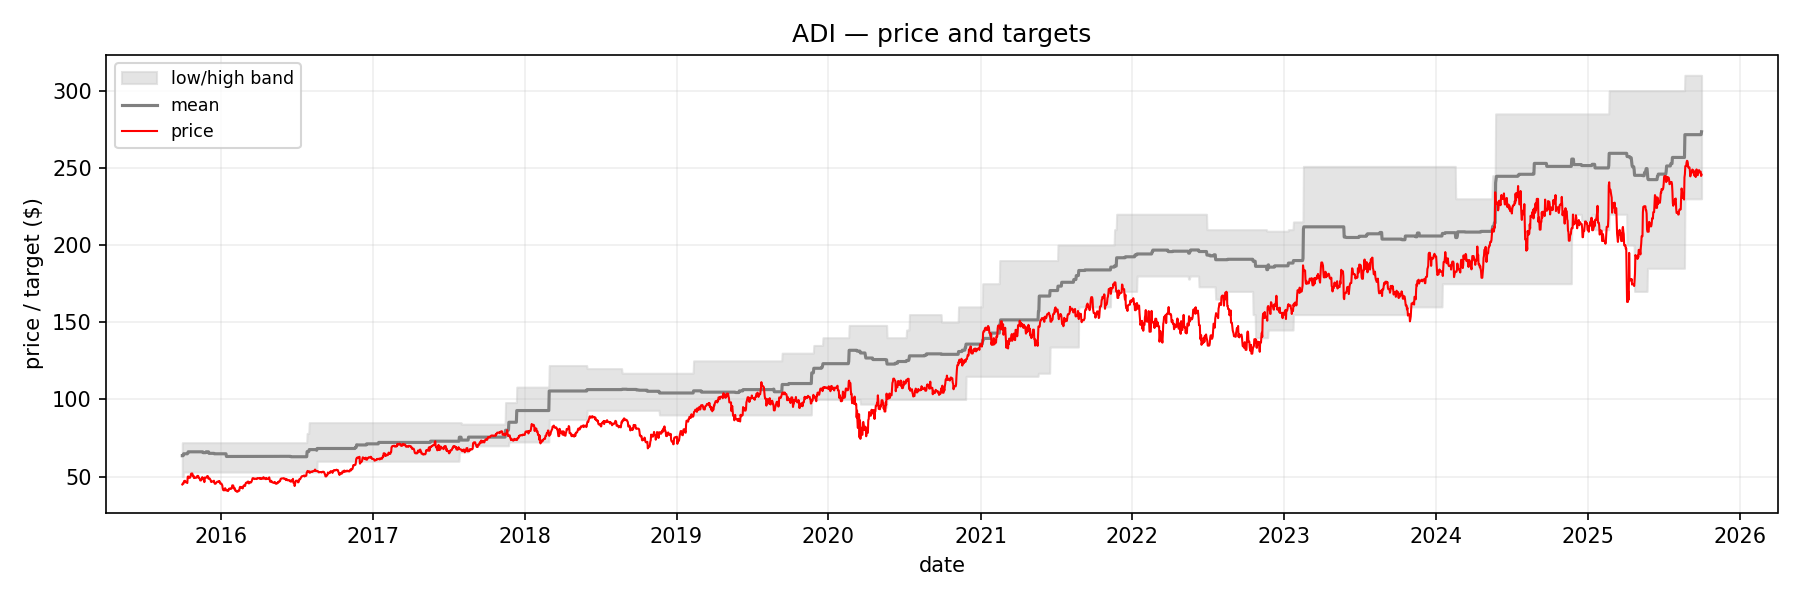 ADI — price and targets
low/high band
mean
price
price / target ($)
300
250
200
150
100
50
2016 2017 2018 2019 2020 2021 2022 2023 2024 2025 2026
date